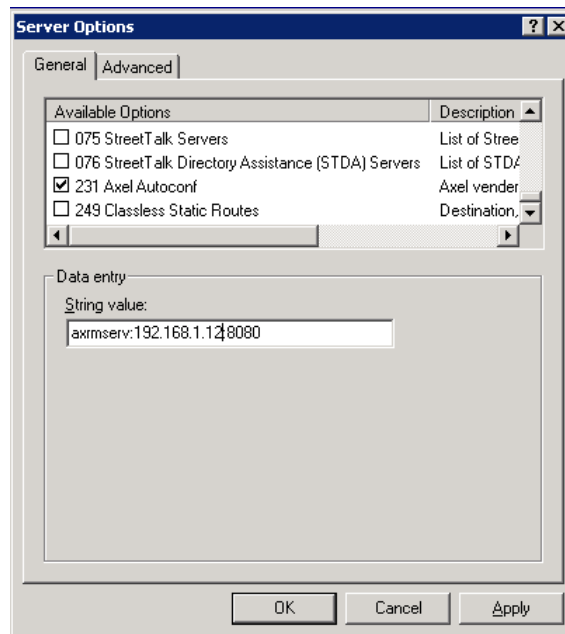 Server Options
General Advanced
Available Options Description
075 StreetTalk Servers List of Stree
076 StreetTalk Directory Assistance (STDA) Servers List of STDA
231 Axel Autoconf Axel vender
249 Classless Static Routes Destination,
Data entry
String value:
axrmserv:192.168.1.12:8080
OK Cancel Apply